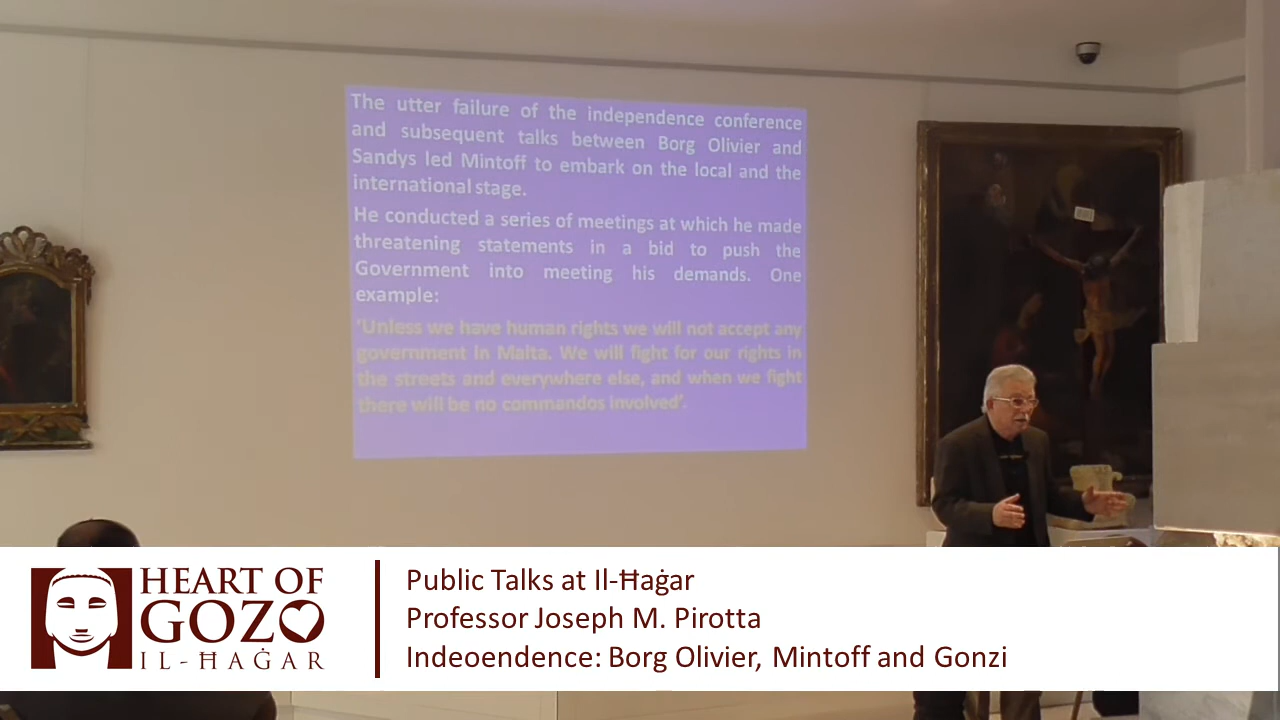 The utter failure of the independence conference
and subsequent talks between Borg Olivier and
Sandys led Mintoff to embark on the local and the
international stage.
He conducted a series of meetings at which he made
threatening statements in a bid to push the
Government into meeting his demands. One
example:
'Unless we have human rights we will not accept any
government in Malta. We will fight for our rights in
the streets and everywhere else, and when we fight
there will be no commandos involved'.
HEART OF
GOZO
IL-ĦAĠAR
Public Talks at Il-Ħaġar
Professor Joseph M. Pirotta
Indeoendence: Borg Olivier, Mintoff and Gonzi